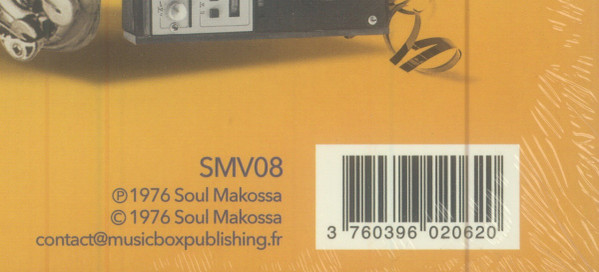 SMV08
℗ 1976 Soul Makossa
© 1976 Soul Makossa
contact@musicboxpublishing.fr
3 760396 020620